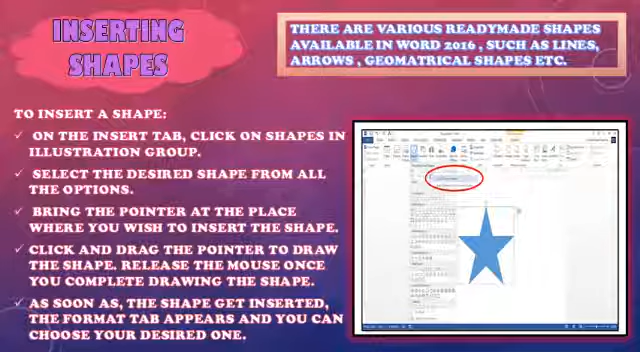 INSERTING
SHAPES
THERE ARE VARIOUS READYMADE SHAPES
AVAILABLE IN WORD 2016 , SUCH AS LINES,
ARROWS , GEOMATRICAL SHAPES ETC.
TO INSERT A SHAPE:
✓ ON THE INSERT TAB, CLICK ON SHAPES IN
ILLUSTRATION GROUP.
✓ SELECT THE DESIRED SHAPE FROM ALL
THE OPTIONS.
✓ BRING THE POINTER AT THE PLACE
WHERE YOU WISH TO INSERT THE SHAPE.
✓ CLICK AND DRAG THE POINTER TO DRAW
THE SHAPE. RELEASE THE MOUSE ONCE
YOU COMPLETE DRAWING THE SHAPE.
✓ AS SOON AS, THE SHAPE GET INSERTED,
THE FORMAT TAB APPEARS AND YOU CAN
CHOOSE YOUR DESIRED ONE.